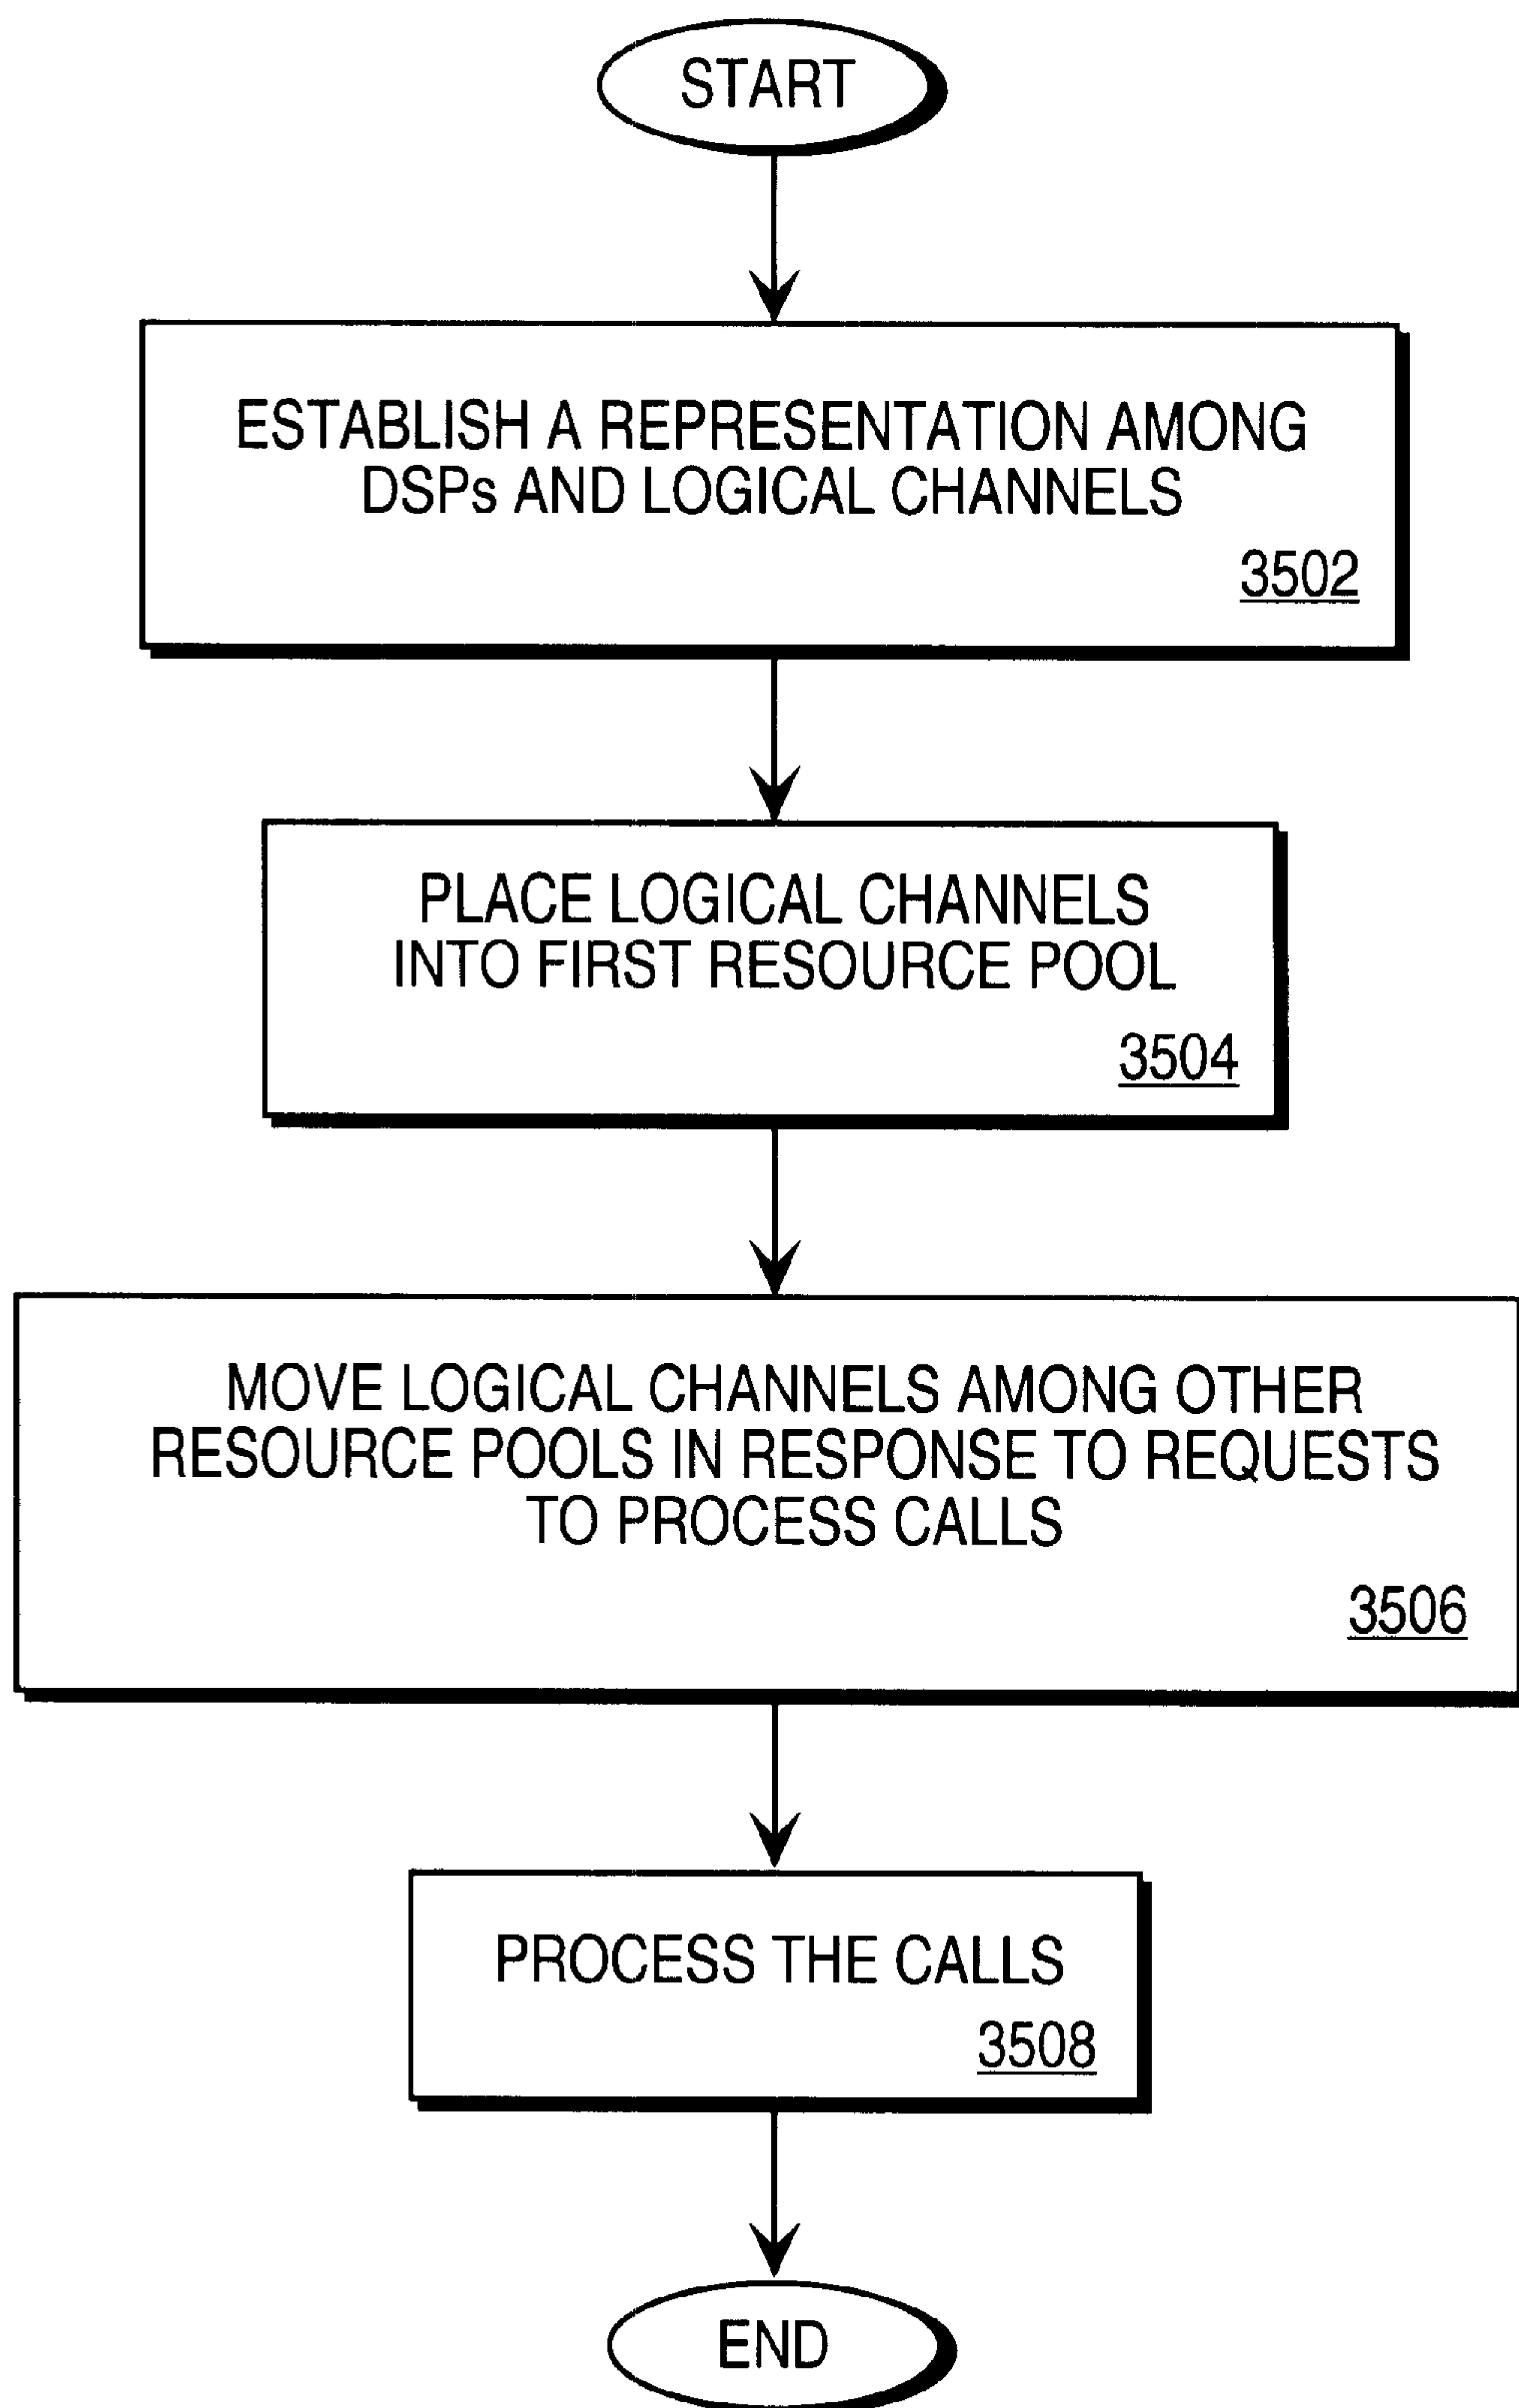 START
ESTABLISH A REPRESENTATION AMONG
DSPs AND LOGICAL CHANNELS
3502
PLACE LOGICAL CHANNELS
INTO FIRST RESOURCE POOL
3504
MOVE LOGICAL CHANNELS AMONG OTHER
RESOURCE POOLS IN RESPONSE TO REQUESTS
TO PROCESS CALLS
3506
PROCESS THE CALLS
3508
END